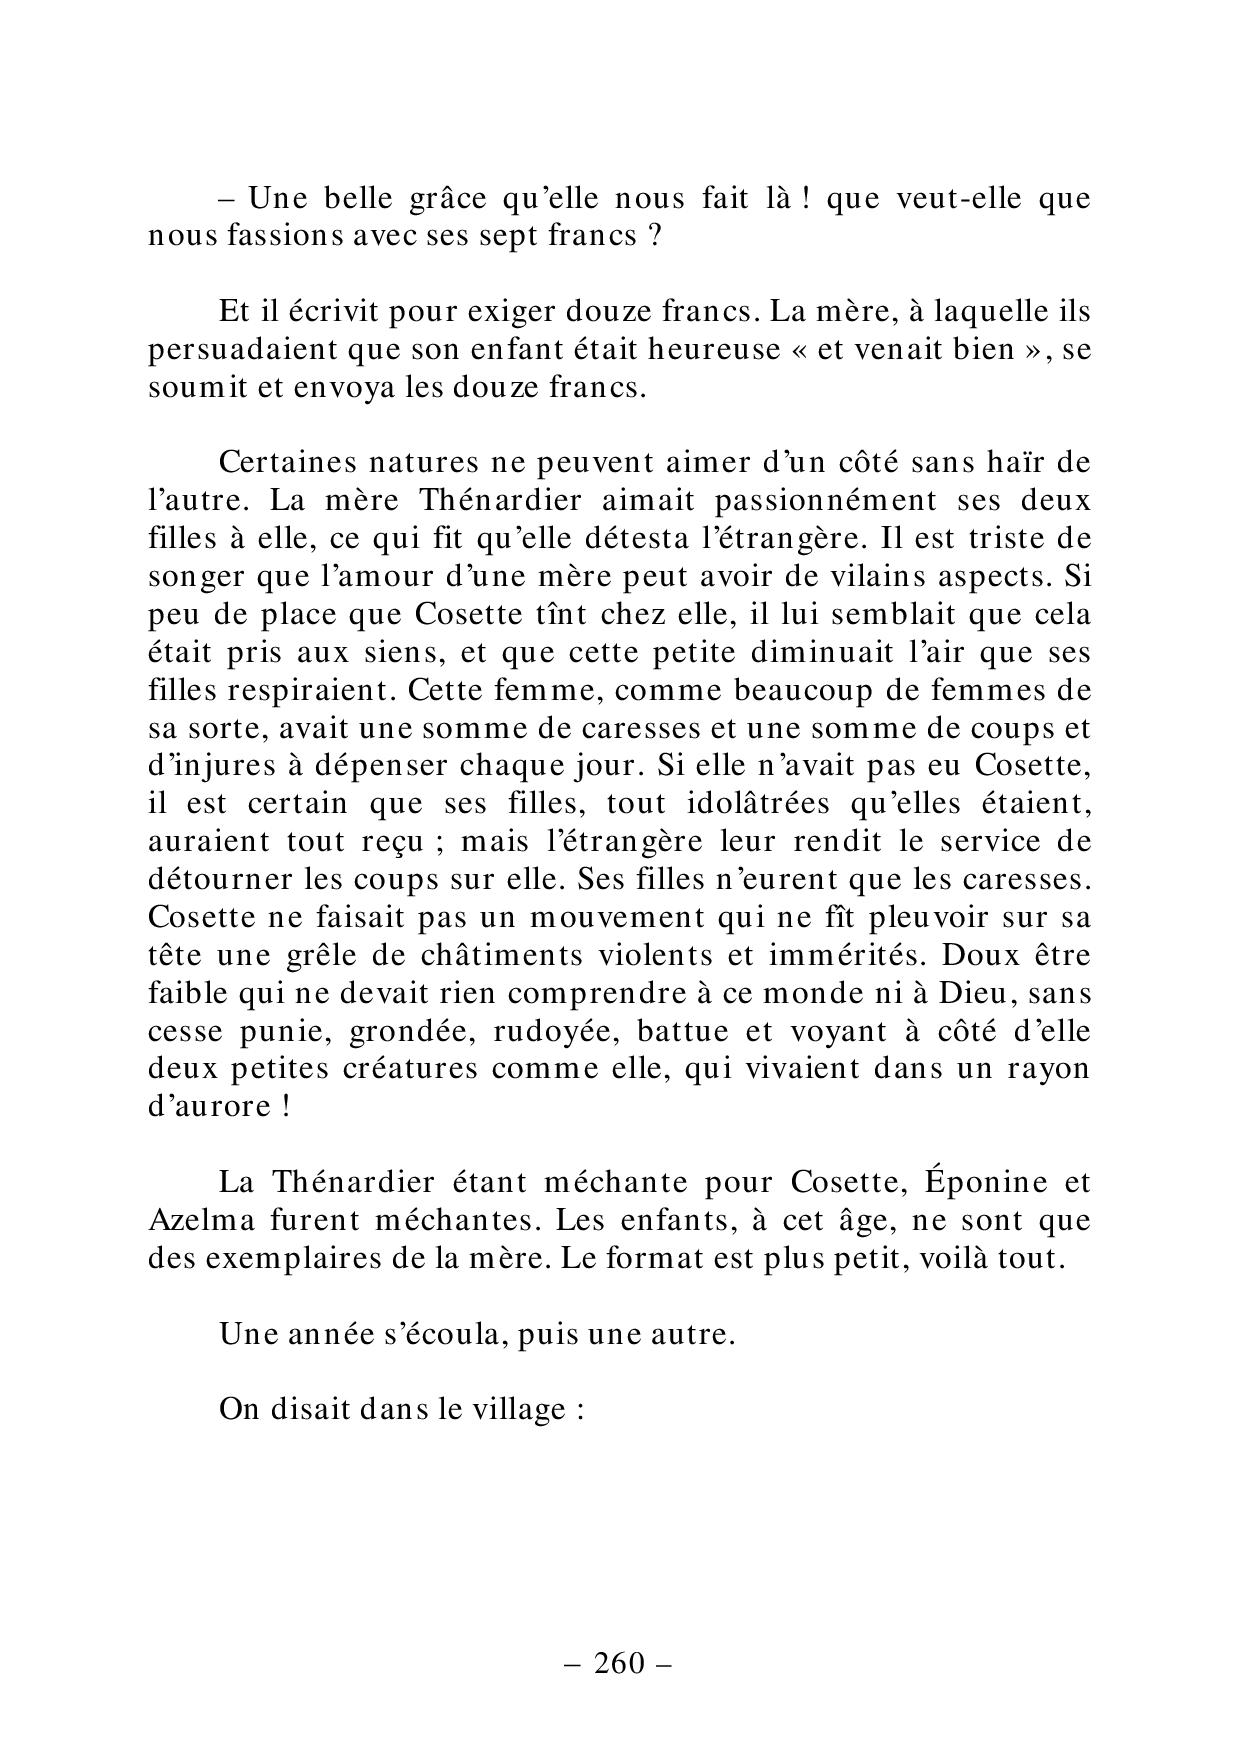 – Une belle grâce qu’elle nous fait là ! que veut-elle que
nous fassions avec ses sept francs ?
Et il écrivit pour exiger douze francs. La mère, à laquelle ils
persuadaient que son enfant était heureuse « et venait bien », se
soumit et envoya les douze francs.
Certaines natures ne peuvent aimer d’un côté sans haïr de
l’autre. La mère Thénardier aimait passionnément ses deux
filles à elle, ce qui fit qu’elle détesta l’étrangère. Il est triste de
songer que l’amour d’une mère peut avoir de vilains aspects. Si
peu de place que Cosette tînt chez elle, il lui semblait que cela
était pris aux siens, et que cette petite diminuait l’air que ses
filles respiraient. Cette femme, comme beaucoup de femmes de
sa sorte, avait une somme de caresses et une somme de coups et
d’injures à dépenser chaque jour. Si elle n’avait pas eu Cosette,
il est certain que ses filles, tout idolâtrées qu’elles étaient,
auraient tout reçu ; mais l’étrangère leur rendit le service de
détourner les coups sur elle. Ses filles n’eurent que les caresses.
Cosette ne faisait pas un mouvement qui ne fît pleuvoir sur sa
tête une grêle de châtiments violents et immérités. Doux être
faible qui ne devait rien comprendre à ce monde ni à Dieu, sans
cesse punie, grondée, rudoyée, battue et voyant à côté d’elle
deux petites créatures comme elle, qui vivaient dans un rayon
d’aurore !
La Thénardier étant méchante pour Cosette, Éponine et
Azelma furent méchantes. Les enfants, à cet âge, ne sont que
des exemplaires de la mère. Le format est plus petit, voilà tout.
Une année s’écoula, puis une autre.
On disait dans le village :
– 260 –